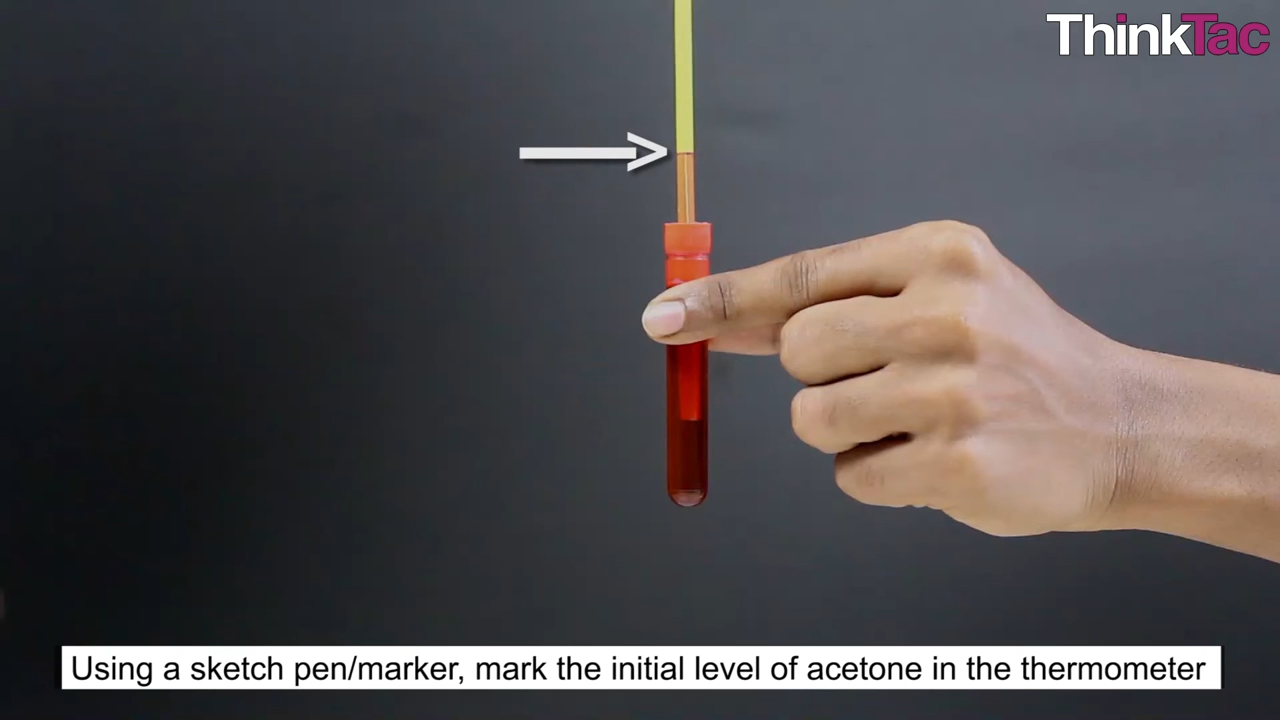 ThinkTac
Using a sketch pen/marker, mark the initial level of acetone in the thermometer